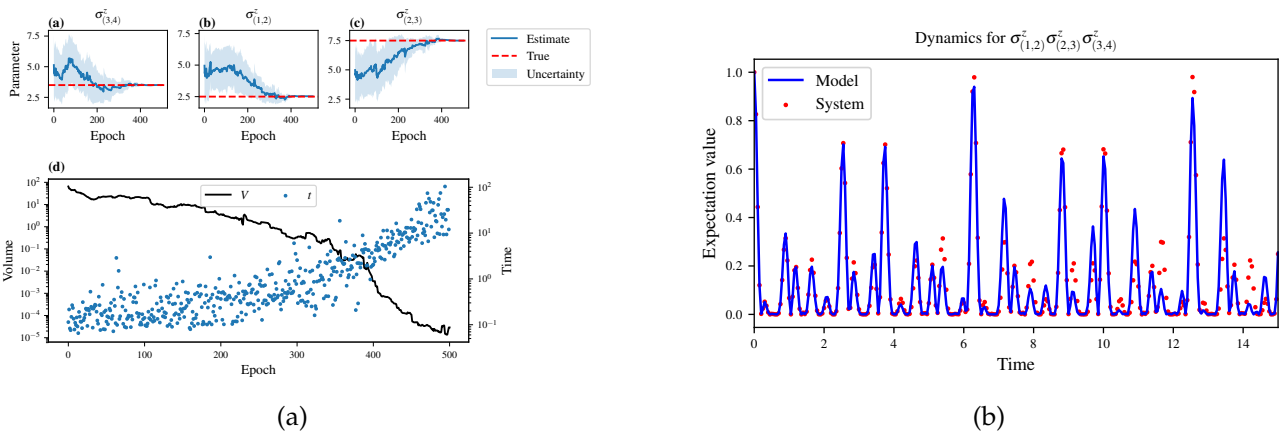 (a) σ^z_(3,4)
(b) σ^z_(1,2)
(c) σ^z_(2,3)
Parameter
7.5
5.0
2.5
0 200 400
Epoch
7.5
5.0
2.5
0 200 400
Epoch
7.5
5.0
2.5
0 200 400
Epoch
Estimate
True
Uncertainty
(d)
V t
Volume
10^2
10^1
10^0
10^−1
10^−2
10^−3
10^−4
10^−5
0 100 200 300 400 500
Epoch
10^2
10^1
10^0
10^−1
Time
(a)
Dynamics for σ^z_(1,2)σ^z_(2,3)σ^z_(3,4)
Model
System
Expectation value
1.0
0.8
0.6
0.4
0.2
0.0
0 2 4 6 8 10 12 14
Time
(b)